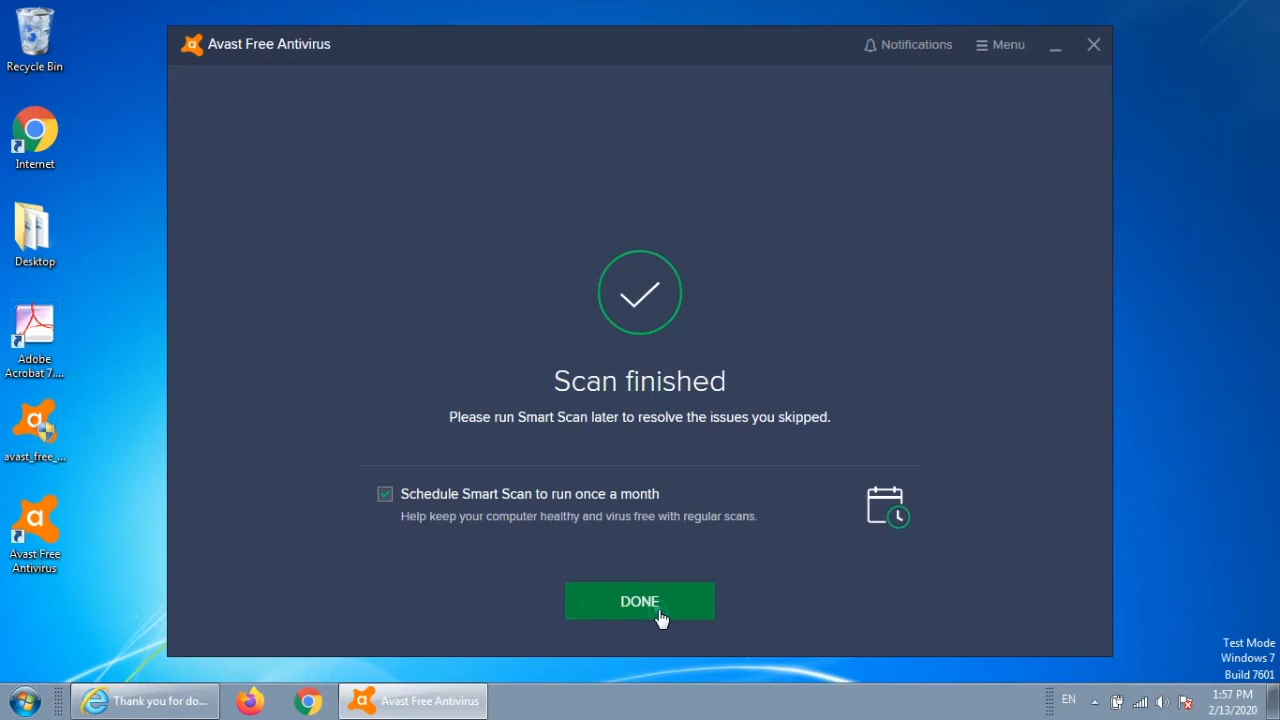 Recycle Bin
Internet
Desktop
Adobe
Acrobat 7....
avast_free_...
Avast Free
Antivirus
Avast Free Antivirus
Notifications
Menu
Scan finished
Please run Smart Scan later to resolve the issues you skipped.
Schedule Smart Scan to run once a month
Help keep your computer healthy and virus free with regular scans.
DONE
Test Mode
Windows 7
Build 7601
Thank you for do...
Avast Free Antivirus
EN
1:57 PM
2/13/2020